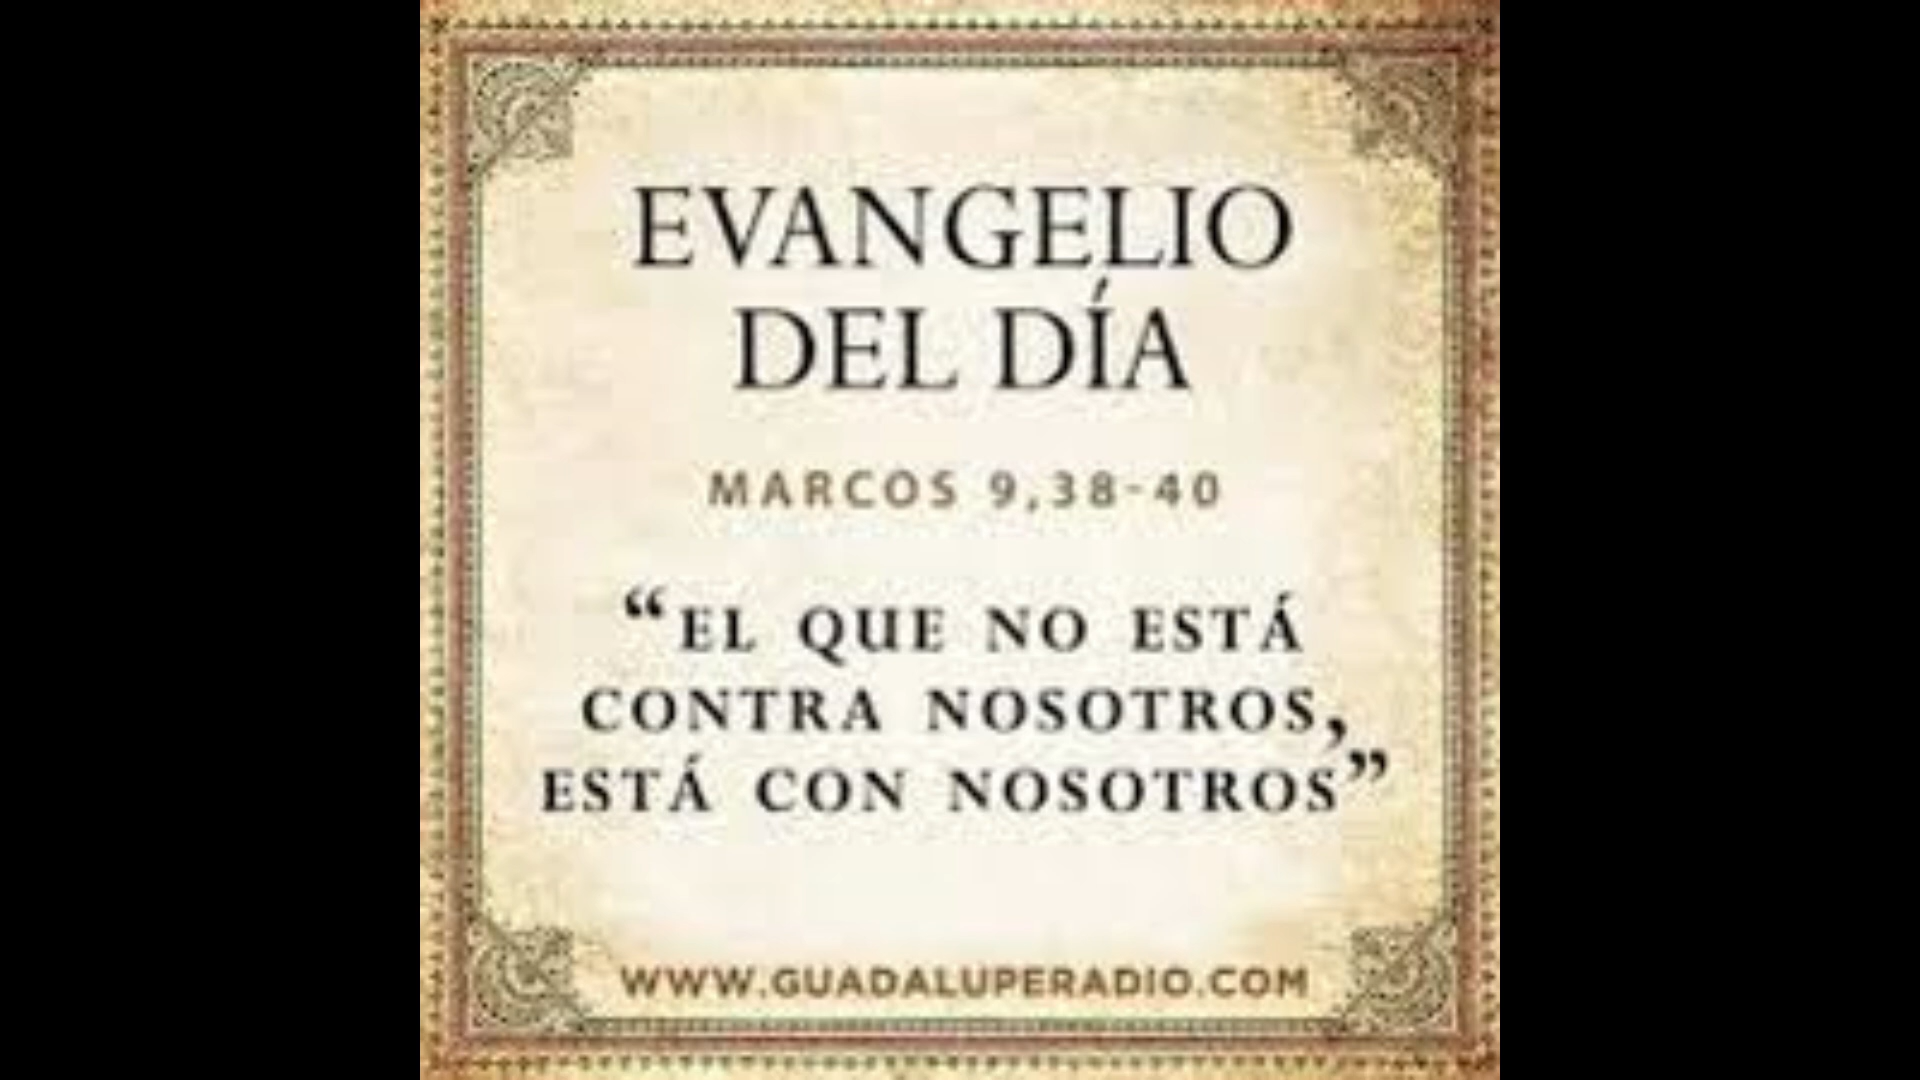 EVANGELIO
DEL DÍA
MARCOS 9,38-40
“EL QUE NO ESTÁ
CONTRA NOSOTROS,
ESTÁ CON NOSOTROS”
WWW.GUADALUPERADIO.COM